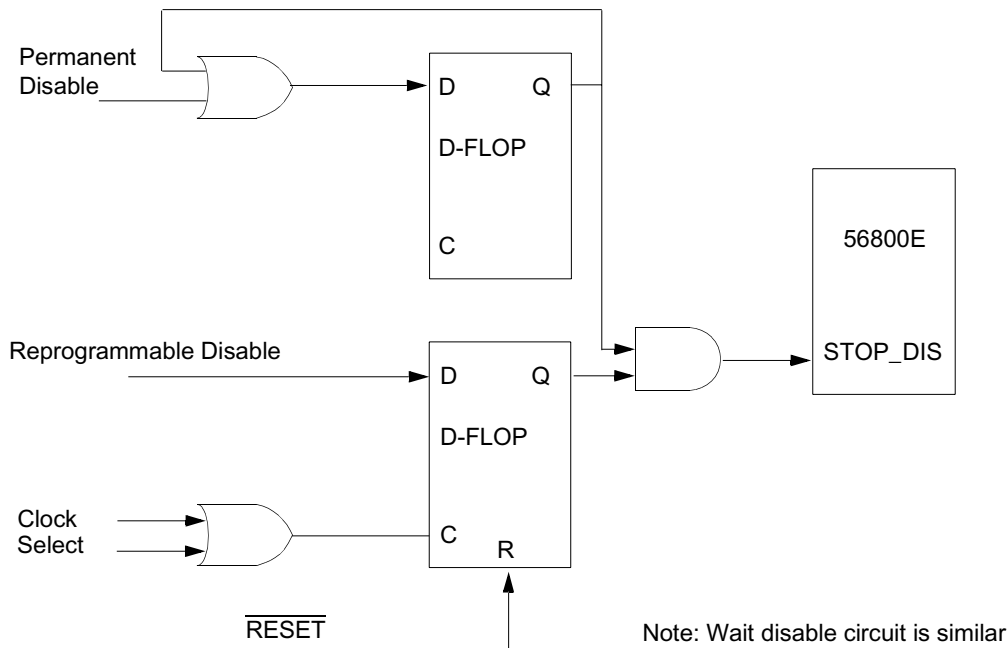 Permanent
Disable
D Q
D-FLOP
C
56800E
STOP_DIS
Reprogrammable Disable
D Q
D-FLOP
Clock
Select
C
R
RESET
Note: Wait disable circuit is similar